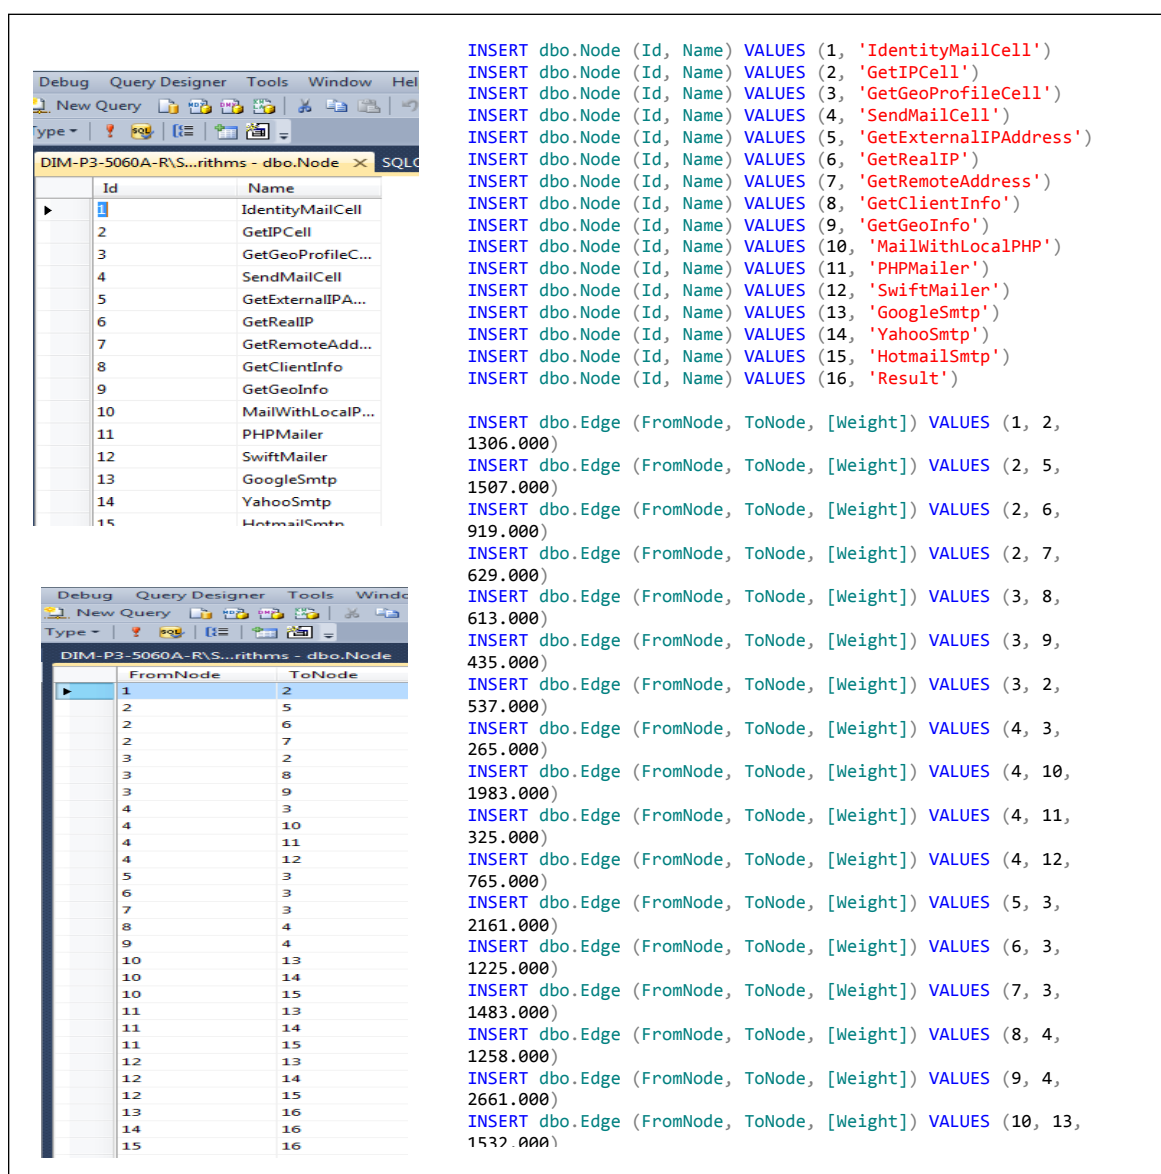 Debug Query Designer Tools Window Hel
New Query
Type
DIM-P3-5060A-R\S...rithms - dbo.Node × SQLC
Id Name
1 IdentityMailCell
2 GetIPCell
3 GetGeoProfileC...
4 SendMailCell
5 GetExternalIPA...
6 GetRealIP
7 GetRemoteAdd...
8 GetClientInfo
9 GetGeoInfo
10 MailWithLocalP...
11 PHPMailer
12 SwiftMailer
13 GoogleSmtp
14 YahooSmtp
15 HotmailSmtp
Debug Query Designer Tools Windo
New Query
Type
DIM-P3-5060A-R\S...rithms - dbo.Node
FromNode ToNode
1 2
2 5
2 6
2 7
3 2
3 8
3 9
4 3
4 10
4 11
4 12
5 3
6 3
7 3
8 4
9 4
10 13
10 14
10 15
11 13
11 14
11 15
12 13
12 14
12 15
13 16
14 16
15 16
INSERT dbo.Node (Id, Name) VALUES (1, 'IdentityMailCell')
INSERT dbo.Node (Id, Name) VALUES (2, 'GetIPCell')
INSERT dbo.Node (Id, Name) VALUES (3, 'GetGeoProfileCell')
INSERT dbo.Node (Id, Name) VALUES (4, 'SendMailCell')
INSERT dbo.Node (Id, Name) VALUES (5, 'GetExternalIPAddress')
INSERT dbo.Node (Id, Name) VALUES (6, 'GetRealIP')
INSERT dbo.Node (Id, Name) VALUES (7, 'GetRemoteAddress')
INSERT dbo.Node (Id, Name) VALUES (8, 'GetClientInfo')
INSERT dbo.Node (Id, Name) VALUES (9, 'GetGeoInfo')
INSERT dbo.Node (Id, Name) VALUES (10, 'MailWithLocalPHP')
INSERT dbo.Node (Id, Name) VALUES (11, 'PHPMailer')
INSERT dbo.Node (Id, Name) VALUES (12, 'SwiftMailer')
INSERT dbo.Node (Id, Name) VALUES (13, 'GoogleSmtp')
INSERT dbo.Node (Id, Name) VALUES (14, 'YahooSmtp')
INSERT dbo.Node (Id, Name) VALUES (15, 'HotmailSmtp')
INSERT dbo.Node (Id, Name) VALUES (16, 'Result')
INSERT dbo.Edge (FromNode, ToNode, [Weight]) VALUES (1, 2,
1306.000)
INSERT dbo.Edge (FromNode, ToNode, [Weight]) VALUES (2, 5,
1507.000)
INSERT dbo.Edge (FromNode, ToNode, [Weight]) VALUES (2, 6,
919.000)
INSERT dbo.Edge (FromNode, ToNode, [Weight]) VALUES (2, 7,
629.000)
INSERT dbo.Edge (FromNode, ToNode, [Weight]) VALUES (3, 8,
613.000)
INSERT dbo.Edge (FromNode, ToNode, [Weight]) VALUES (3, 9,
435.000)
INSERT dbo.Edge (FromNode, ToNode, [Weight]) VALUES (3, 2,
537.000)
INSERT dbo.Edge (FromNode, ToNode, [Weight]) VALUES (4, 3,
265.000)
INSERT dbo.Edge (FromNode, ToNode, [Weight]) VALUES (4, 10,
1983.000)
INSERT dbo.Edge (FromNode, ToNode, [Weight]) VALUES (4, 11,
325.000)
INSERT dbo.Edge (FromNode, ToNode, [Weight]) VALUES (4, 12,
765.000)
INSERT dbo.Edge (FromNode, ToNode, [Weight]) VALUES (5, 3,
2161.000)
INSERT dbo.Edge (FromNode, ToNode, [Weight]) VALUES (6, 3,
1225.000)
INSERT dbo.Edge (FromNode, ToNode, [Weight]) VALUES (7, 3,
1483.000)
INSERT dbo.Edge (FromNode, ToNode, [Weight]) VALUES (8, 4,
1258.000)
INSERT dbo.Edge (FromNode, ToNode, [Weight]) VALUES (9, 4,
2661.000)
INSERT dbo.Edge (FromNode, ToNode, [Weight]) VALUES (10, 13,
1532.000)